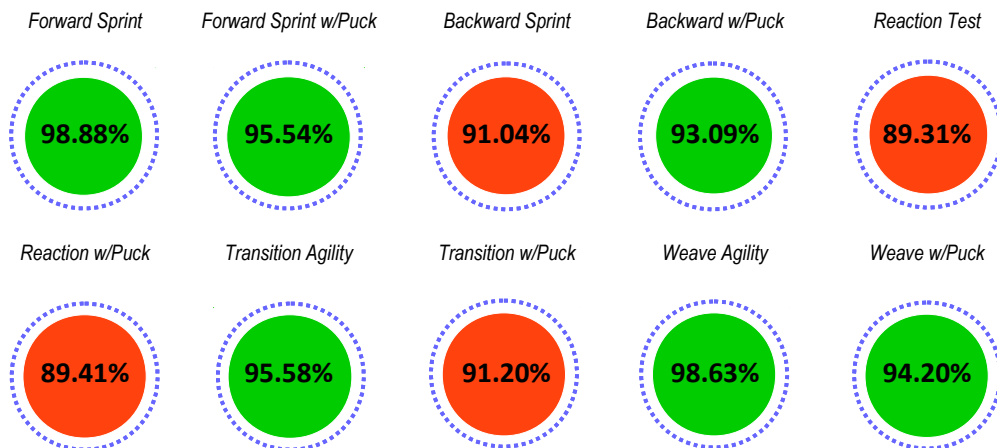 Forward Sprint
Forward Sprint w/Puck
Backward Sprint
Backward w/Puck
Reaction Test
98.88%
95.54%
91.04%
93.09%
89.31%
Reaction w/Puck
Transition Agility
Transition w/Puck
Weave Agility
Weave w/Puck
89.41%
95.58%
91.20%
98.63%
94.20%